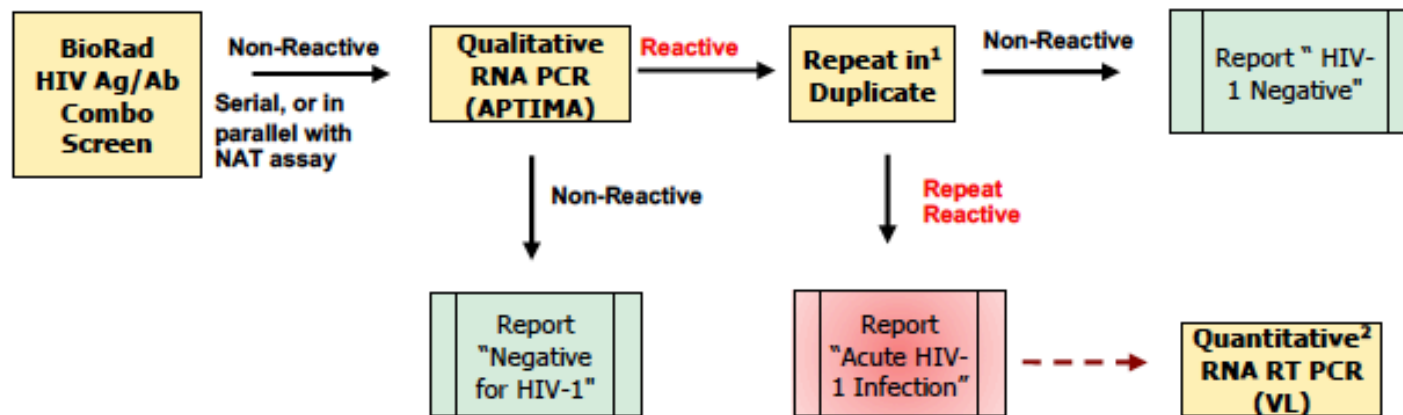 BioRad
HIV Ag/Ab
Combo
Screen
Non-Reactive
Serial, or in
parallel with
NAT assay
Qualitative
RNA PCR
(APTIMA)
Reactive
Repeat in¹
Duplicate
Non-Reactive
Report " HIV-
1 Negative"
Non-Reactive
Repeat
Reactive
Report
"Negative
for HIV-1"
Report
"Acute HIV-
1 Infection"
Quantitative²
RNA RT PCR
(VL)